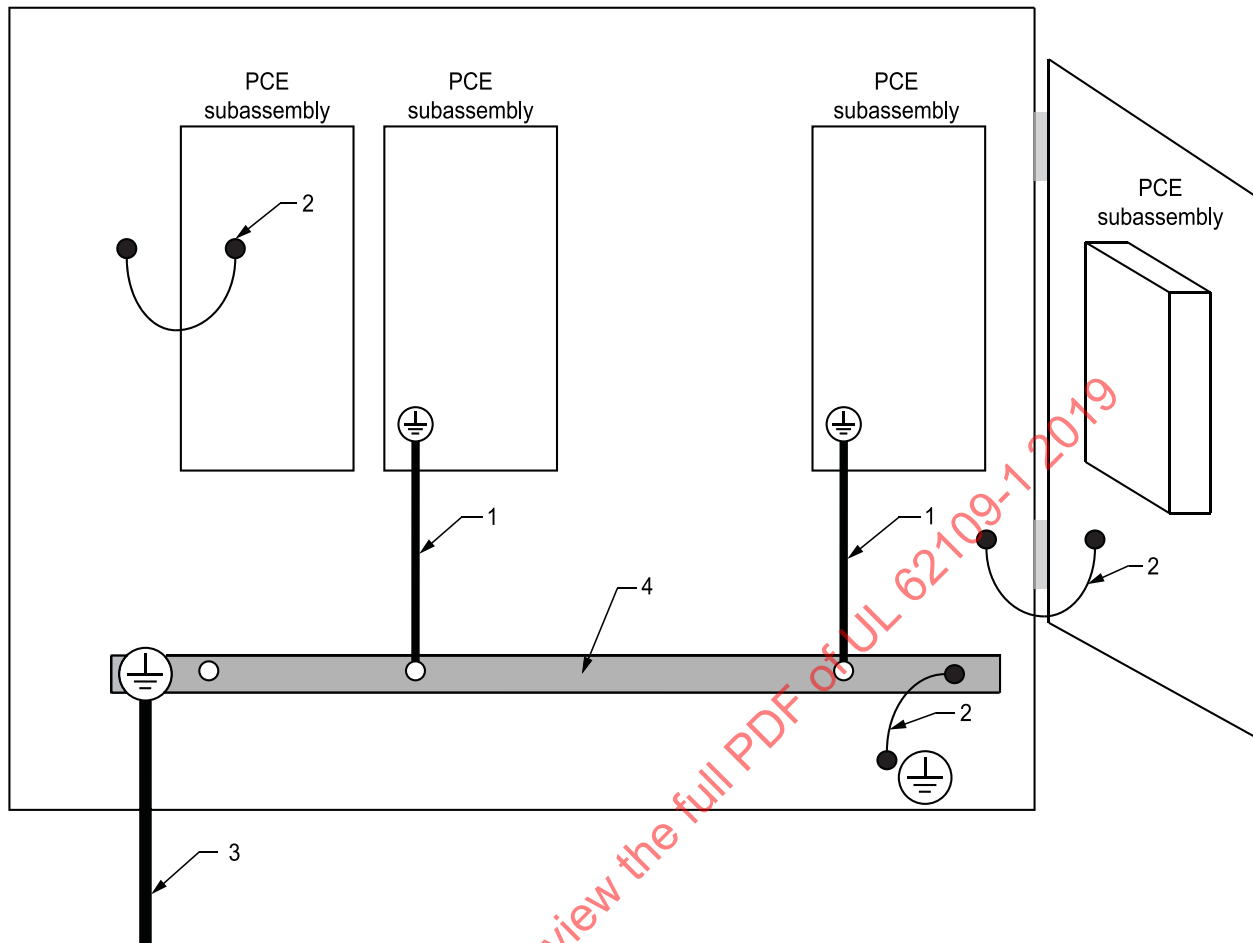 PCE
subassembly
PCE
subassembly
PCE
subassembly
PCE
subassembly
2
1
1
2
4
2
3
view the full PDF of UL 62109-1 2019